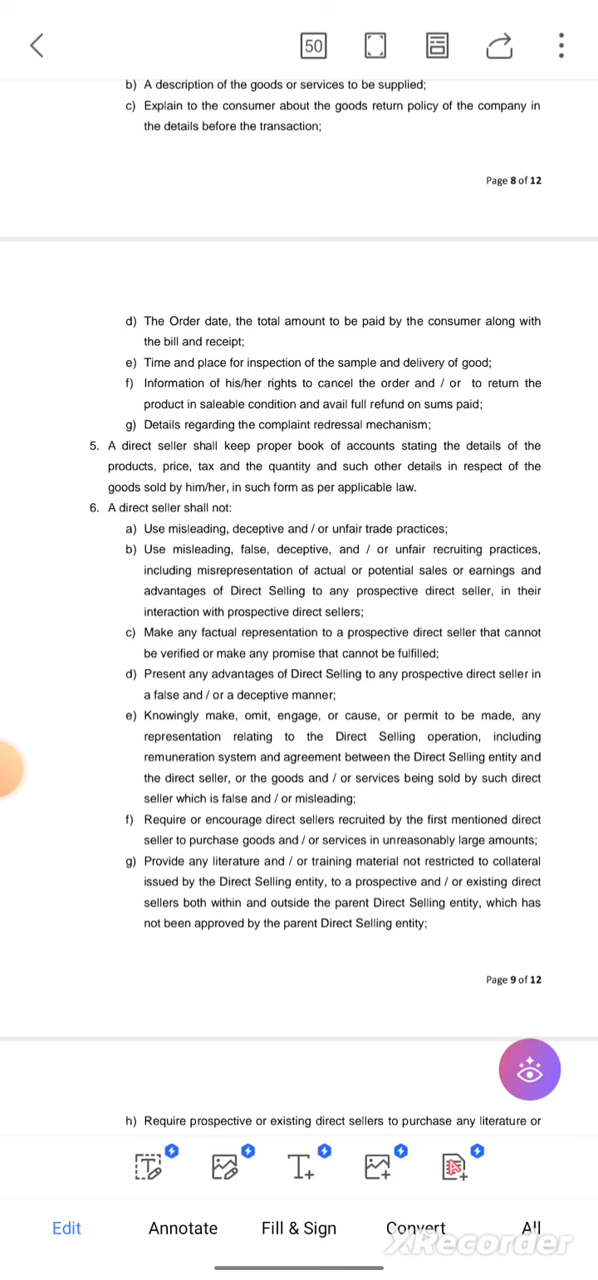 50
b) A description of the goods or services to be supplied;
c) Explain to the consumer about the goods return policy of the company in
the details before the transaction;
Page 8 of 12
d) The Order date, the total amount to be paid by the consumer along with
the bill and receipt;
e) Time and place for inspection of the sample and delivery of good;
f) Information of his/her rights to cancel the order and / or to return the
product in saleable condition and avail full refund on sums paid;
g) Details regarding the complaint redressal mechanism;
5. A direct seller shall keep proper book of accounts stating the details of the
products, price, tax and the quantity and such other details in respect of the
goods sold by him/her, in such form as per applicable law.
6. A direct seller shall not:
a) Use misleading, deceptive and / or unfair trade practices;
b) Use misleading, false, deceptive, and / or unfair recruiting practices,
including misrepresentation of actual or potential sales or earnings and
advantages of Direct Selling to any prospective direct seller, in their
interaction with prospective direct sellers;
c) Make any factual representation to a prospective direct seller that cannot
be verified or make any promise that cannot be fulfilled;
d) Present any advantages of Direct Selling to any prospective direct seller in
a false and / or a deceptive manner;
e) Knowingly make, omit, engage, or cause, or permit to be made, any
representation relating to the Direct Selling operation, including
remuneration system and agreement between the Direct Selling entity and
the direct seller, or the goods and / or services being sold by such direct
seller which is false and / or misleading;
f) Require or encourage direct sellers recruited by the first mentioned direct
seller to purchase goods and / or services in unreasonably large amounts;
g) Provide any literature and / or training material not restricted to collateral
issued by the Direct Selling entity, to a prospective and / or existing direct
sellers both within and outside the parent Direct Selling entity, which has
not been approved by the parent Direct Selling entity;
Page 9 of 12
h) Require prospective or existing direct sellers to purchase any literature or
Edit Annotate Fill & Sign Convert All
XRecorder